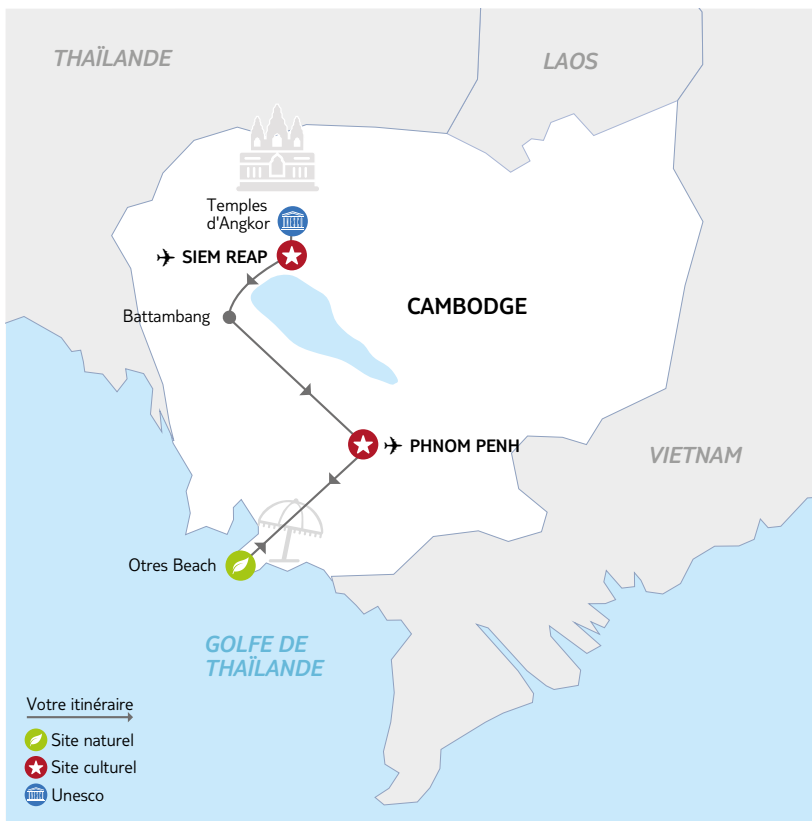 THAÏLANDE
LAOS
Temples
d'Angkor
UNESCO
SIEM REAP
Battambang
CAMBODGE
PHNOM PENH
VIETNAM
Otres Beach
GOLFE DE
THAÏLANDE
Votre itinéraire
Site naturel
Site culturel
Unesco